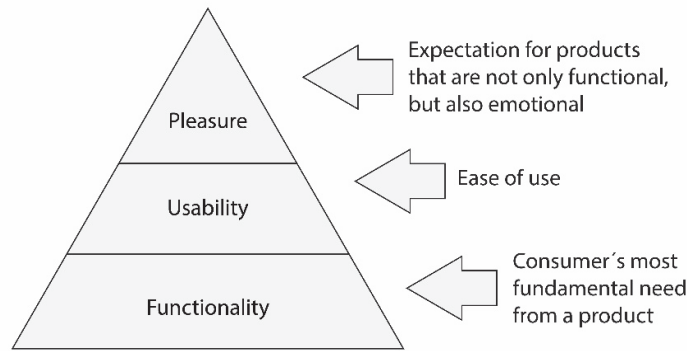 Expectation for products
that are not only functional,
but also emotional
Pleasure
Ease of use
Usability
Consumer´s most
fundamental need
from a product
Functionality